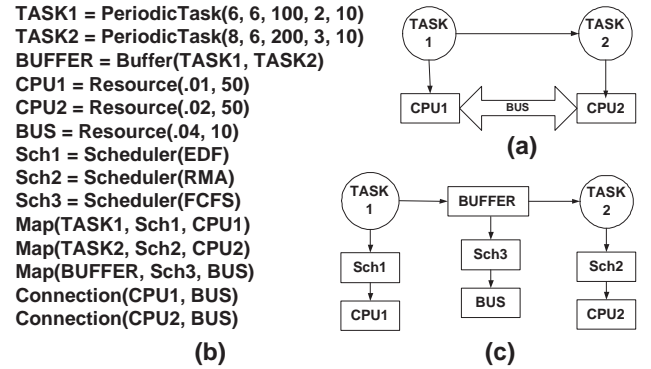 TASK1 = PeriodicTask(6, 6, 100, 2, 10)
TASK2 = PeriodicTask(8, 6, 200, 3, 10)
BUFFER = Buffer(TASK1, TASK2)
CPU1 = Resource(.01, 50)
CPU2 = Resource(.02, 50)
BUS = Resource(.04, 10)
Sch1 = Scheduler(EDF)
Sch2 = Scheduler(RMA)
Sch3 = Scheduler(FCFS)
Map(TASK1, Sch1, CPU1)
Map(TASK2, Sch2, CPU2)
Map(BUFFER, Sch3, BUS)
Connection(CPU1, BUS)
Connection(CPU2, BUS)
(b)
TASK
1
TASK
2
CPU1
BUS
CPU2
(a)
TASK
1
BUFFER
TASK
2
Sch1
Sch3
Sch2
CPU1
BUS
CPU2
(c)